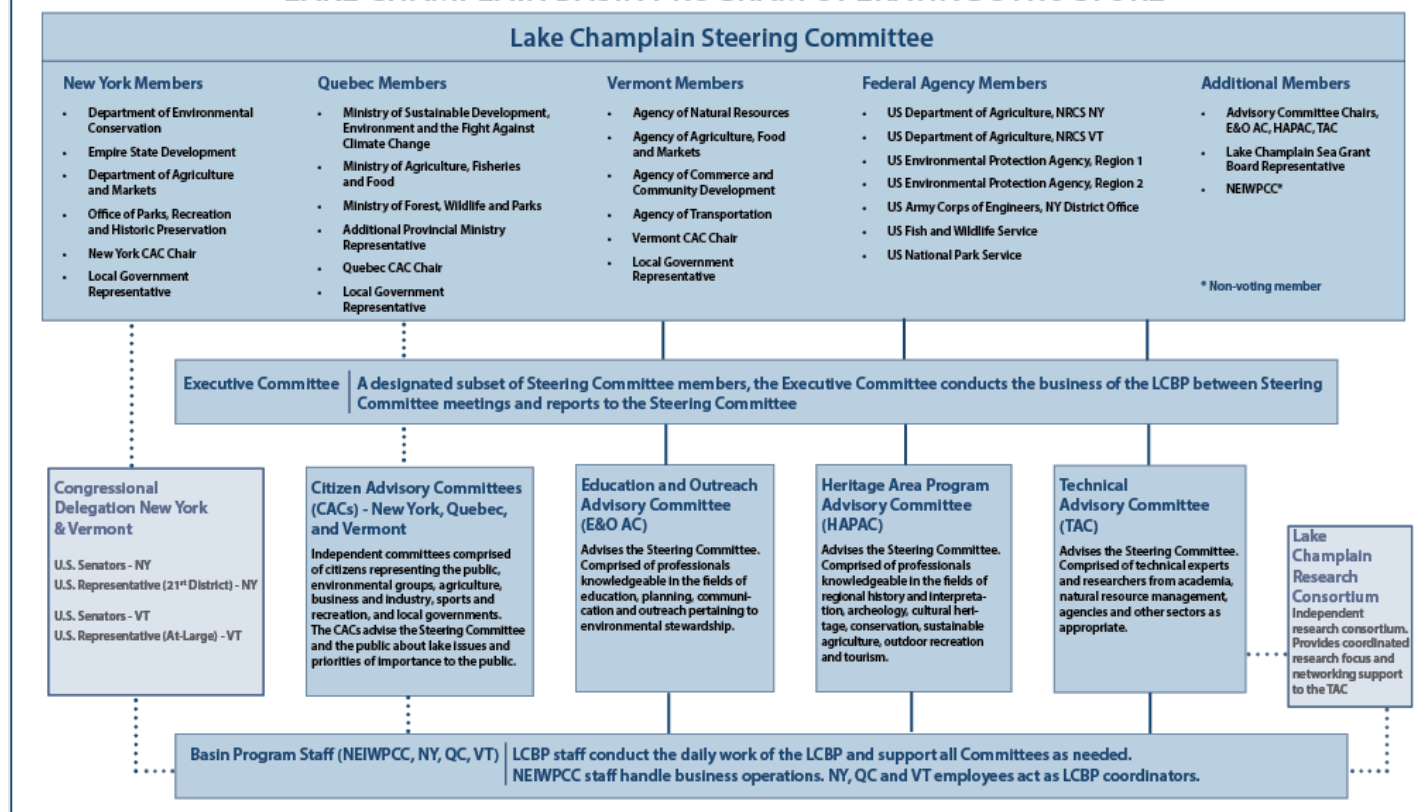 LAKE CHAMPLAIN BASIN PROGRAM OPERATING STRUCTURE
Lake Champlain Steering Committee
New York Members
• Department of Environmental
Conservation
• Empire State Development
• Department of Agriculture
and Markets
• Office of Parks, Recreation
and Historic Preservation
• New York CAC Chair
• Local Government
Representative
Quebec Members
• Ministry of Sustainable Development,
Environment and the Fight Against
Climate Change
• Ministry of Agriculture, Fisheries
and Food
• Ministry of Forest, Wildlife and Parks
• Additional Provincial Ministry
Representative
• Quebec CAC Chair
• Local Government
Representative
Vermont Members
• Agency of Natural Resources
• Agency of Agriculture, Food
and Markets
• Agency of Commerce and
Community Development
• Agency of Transportation
• Vermont CAC Chair
• Local Government
Representative
Federal Agency Members
• US Department of Agriculture, NRCS NY
• US Department of Agriculture, NRCS VT
• US Environmental Protection Agency, Region 1
• US Environmental Protection Agency, Region 2
• US Army Corps of Engineers, NY District Office
• US Fish and Wildlife Service
• US National Park Service
Additional Members
• Advisory Committee Chairs,
E&O AC, HAPAC, TAC
• Lake Champlain Sea Grant
Board Representative
• NEIWPCC*
* Non-voting member
Executive Committee
A designated subset of Steering Committee members, the Executive Committee conducts the business of the LCBP between Steering
Committee meetings and reports to the Steering Committee
Congressional
Delegation New York
& Vermont
U.S. Senators - NY
U.S. Representative (21st District) - NY
U.S. Senators - VT
U.S. Representative (At-Large) - VT
Citizen Advisory Committees
(CACs) - New York, Quebec,
and Vermont
Independent committees comprised
of citizens representing the public,
environmental groups, agriculture,
business and industry, sports and
recreation, and local governments.
The CACs advise the Steering Committee
and the public about lake issues and
priorities of importance to the public.
Education and Outreach
Advisory Committee
(E&O AC)
Advises the Steering Committee.
Comprised of professionals
knowledgeable in the fields of
education, planning, communi-
cation and outreach pertaining to
environmental stewardship.
Heritage Area Program
Advisory Committee
(HAPAC)
Advises the Steering Committee.
Comprised of professionals
knowledgeable in the fields of
regional history and interpreta-
tion, archeology, cultural heri-
tage, conservation, sustainable
agriculture, outdoor recreation
and tourism.
Technical
Advisory Committee
(TAC)
Advises the Steering Committee.
Comprised of technical experts
and researchers from academia,
natural resource management,
agencies and other sectors as
appropriate.
Lake
Champlain
Research
Consortium
Independent
research consortium.
Provides coordinated
research focus and
networking support
to the TAC
Basin Program Staff (NEIWPCC, NY, QC, VT)
LCBP staff conduct the daily work of the LCBP and support all Committees as needed.
NEIWPCC staff handle business operations. NY, QC and VT employees act as LCBP coordinators.